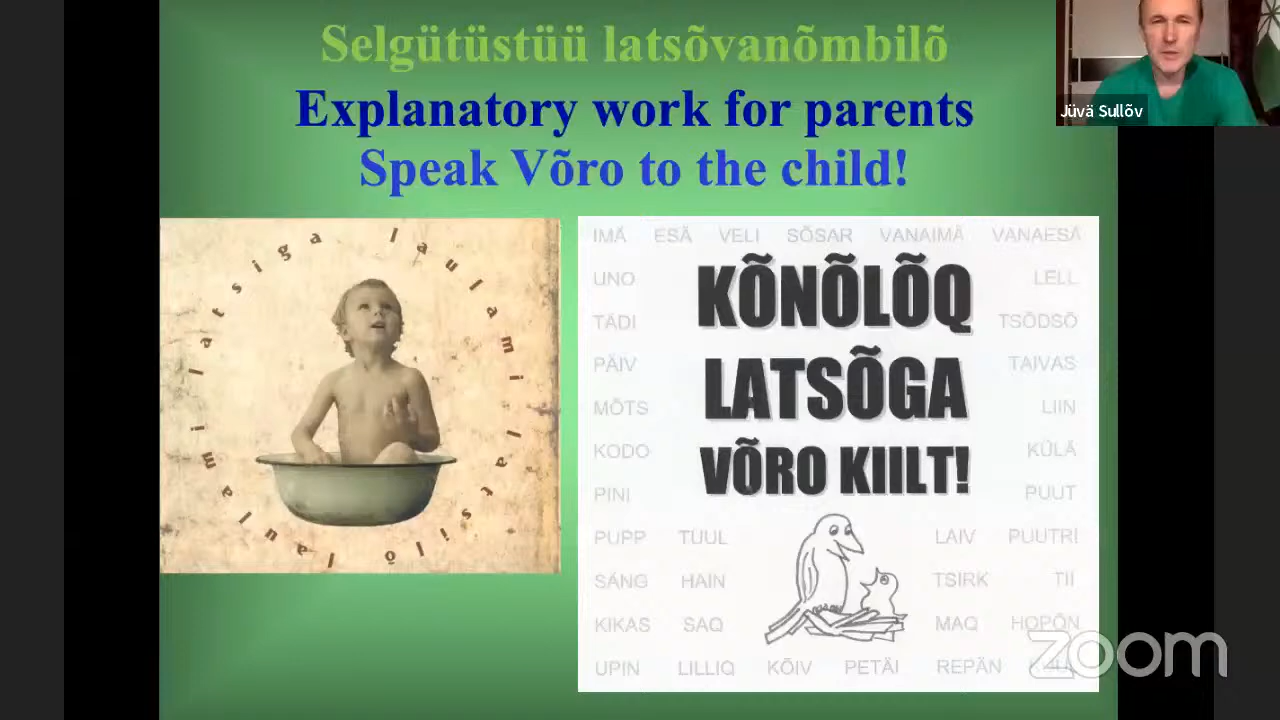 Selgütüstüü latsõvanõmbilõ
Explanatory work for parents
Speak Võro to the child!
Jüvä Sullõv
latsiga laulami latsilõ laulami
IMÄ ESÄ VELI SÕSAR VANAIMÄ VANAESÄ
UNO LELL
TÄDI TSÕDSÕ
PÄIV TAIVAS
MÕTS LIIN
KODO KÜLÄ
PINI PUUT
KÕNÕLÕQ
LATSÕGA
VÕRO KIILT!
PUPP TUUL LAIV PUUTRI
SÄNG HAIN TSIRK TII
KIKAS SAQ MAQ HOPÕN
UPIN LILLIQ KÕIV PETÄI REPÄN
zoom